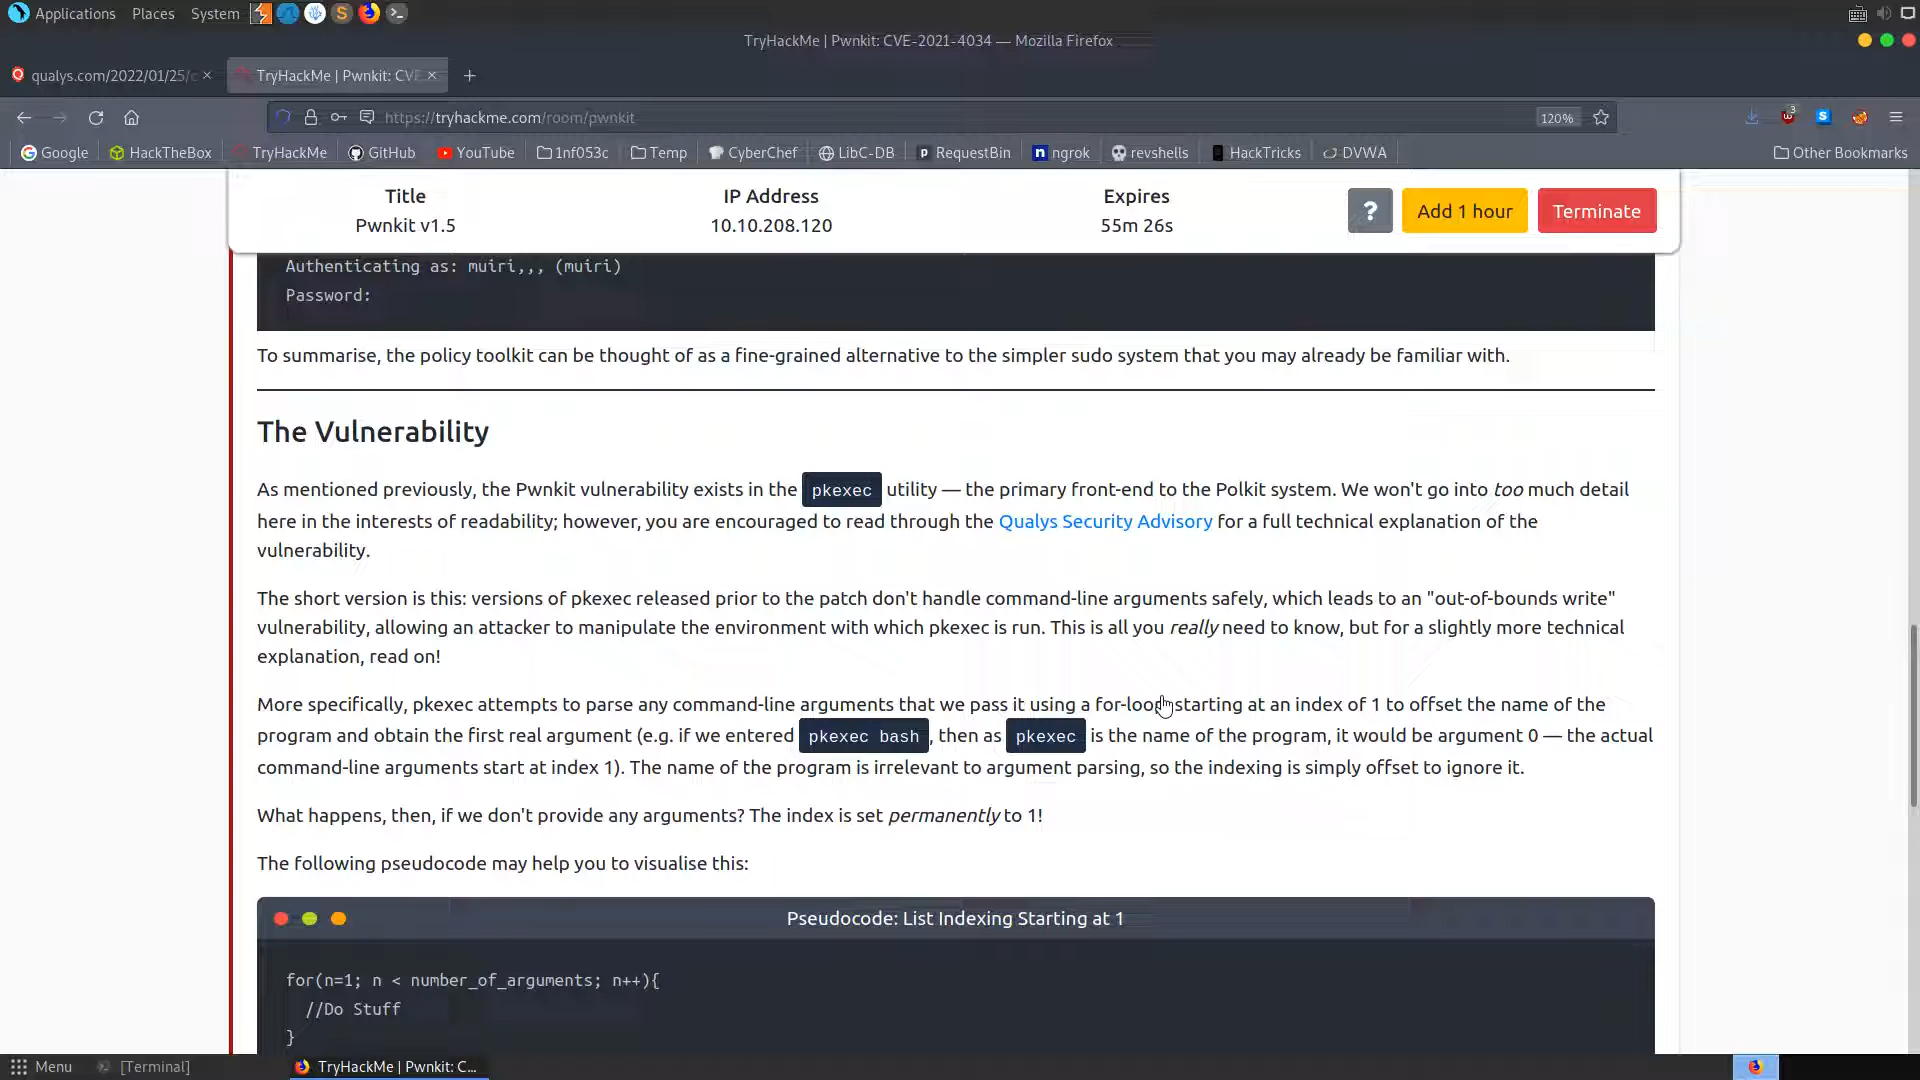 Applications Places System
TryHackMe | Pwnkit: CVE-2021-4034 — Mozilla Firefox
qualys.com/2022/01/25/c × TryHackMe | Pwnkit: CVE × +
https://tryhackme.com/room/pwnkit 120% 3
Google HackTheBox TryHackMe GitHub YouTube 1nf053c Temp CyberChef LibC-DB RequestBin ngrok revshells HackTricks DVWA Other Bookmarks
Title IP Address Expires
Pwnkit v1.5 10.10.208.120 55m 26s ? Add 1 hour Terminate
Authenticating as: muiri,,, (muiri)
Password:
To summarise, the policy toolkit can be thought of as a fine-grained alternative to the simpler sudo system that you may already be familiar with.
The Vulnerability
As mentioned previously, the Pwnkit vulnerability exists in the pkexec utility — the primary front-end to the Polkit system. We won't go into too much detail
here in the interests of readability; however, you are encouraged to read through the Qualys Security Advisory for a full technical explanation of the
vulnerability.
The short version is this: versions of pkexec released prior to the patch don't handle command-line arguments safely, which leads to an "out-of-bounds write"
vulnerability, allowing an attacker to manipulate the environment with which pkexec is run. This is all you really need to know, but for a slightly more technical
explanation, read on!
More specifically, pkexec attempts to parse any command-line arguments that we pass it using a for-loop starting at an index of 1 to offset the name of the
program and obtain the first real argument (e.g. if we entered pkexec bash, then as pkexec is the name of the program, it would be argument 0 — the actual
command-line arguments start at index 1). The name of the program is irrelevant to argument parsing, so the indexing is simply offset to ignore it.
What happens, then, if we don't provide any arguments? The index is set permanently to 1!
The following pseudocode may help you to visualise this:
Pseudocode: List Indexing Starting at 1
for(n=1; n < number_of_arguments; n++){
//Do Stuff
}
Menu [Terminal] TryHackMe | Pwnkit: C...